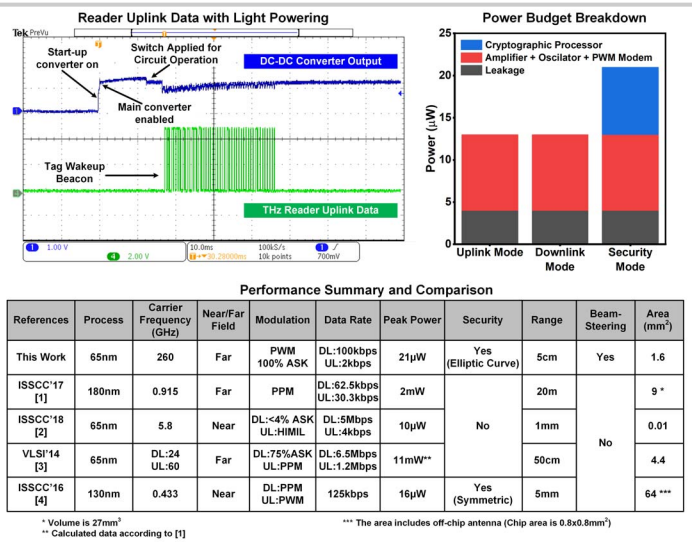 Reader Uplink Data with Light Powering
Tek PreVu
Start-up
converter on
Switch Applied for
Circuit Operation
DC-DC Converter Output
Main converter
enabled
Tag Wakeup
Beacon
THz Reader Uplink Data
1 1.00 V
4 2.00 V
10.0ms
100kS/s
10k points
1
700mV
Power Budget Breakdown
Power (µW)
25
20
15
10
5
0
Cryptographic Processor
Amplifier + Oscilator + PWM Modem
Leakage
Uplink Mode
Downlink
Mode
Security
Mode
Performance Summary and Comparison
References Process Carrier Frequency (GHz) Near/Far Field Modulation Data Rate Peak Power Security Range Beam-Steering Area (mm²)
This Work 65nm 260 Far PWM 100% ASK DL:100kbps UL:2kbps 21µW Yes (Elliptic Curve) 5cm Yes 1.6
ISSCC'17 [1] 180nm 0.915 Far PPM DL:62.5kbps UL:30.3kbps 2mW No 20m No 9 *
ISSCC'18 [2] 65nm 5.8 Near DL:<4% ASK UL:HIMIL DL:5Mbps UL:4kbps 10µW 1mm 0.01
VLSI'14 [3] 65nm DL:24 UL:60 Far DL:75%ASK UL:PPM DL:6.5Mbps UL:1.2Mbps 11mW** 50cm 4.4
ISSCC'16 [4] 130nm 0.433 Near DL:PPM UL:PWM 125kbps 16µW Yes (Symmetric) 5mm 64 ***
* Volume is 27mm³
** Calculated data according to [1]
*** The area includes off-chip antenna (Chip area is 0.8x0.8mm²)